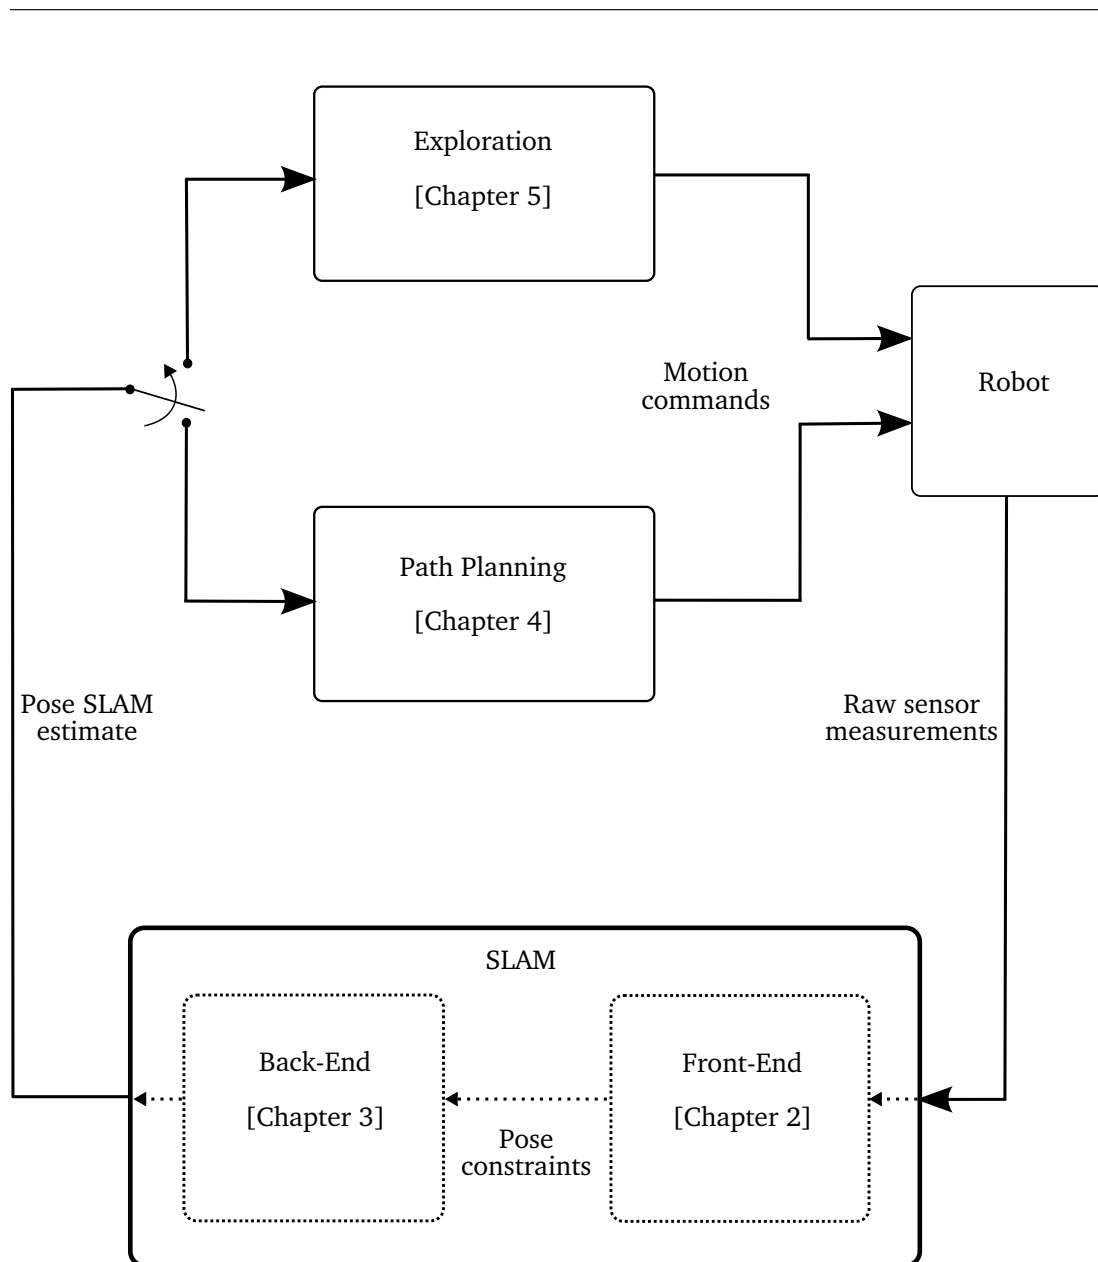 Exploration
[Chapter 5]
Motion
commands
Robot
Path Planning
[Chapter 4]
Pose SLAM
estimate
Raw sensor
measurements
SLAM
Back-End
[Chapter 3]
Pose
constraints
Front-End
[Chapter 2]